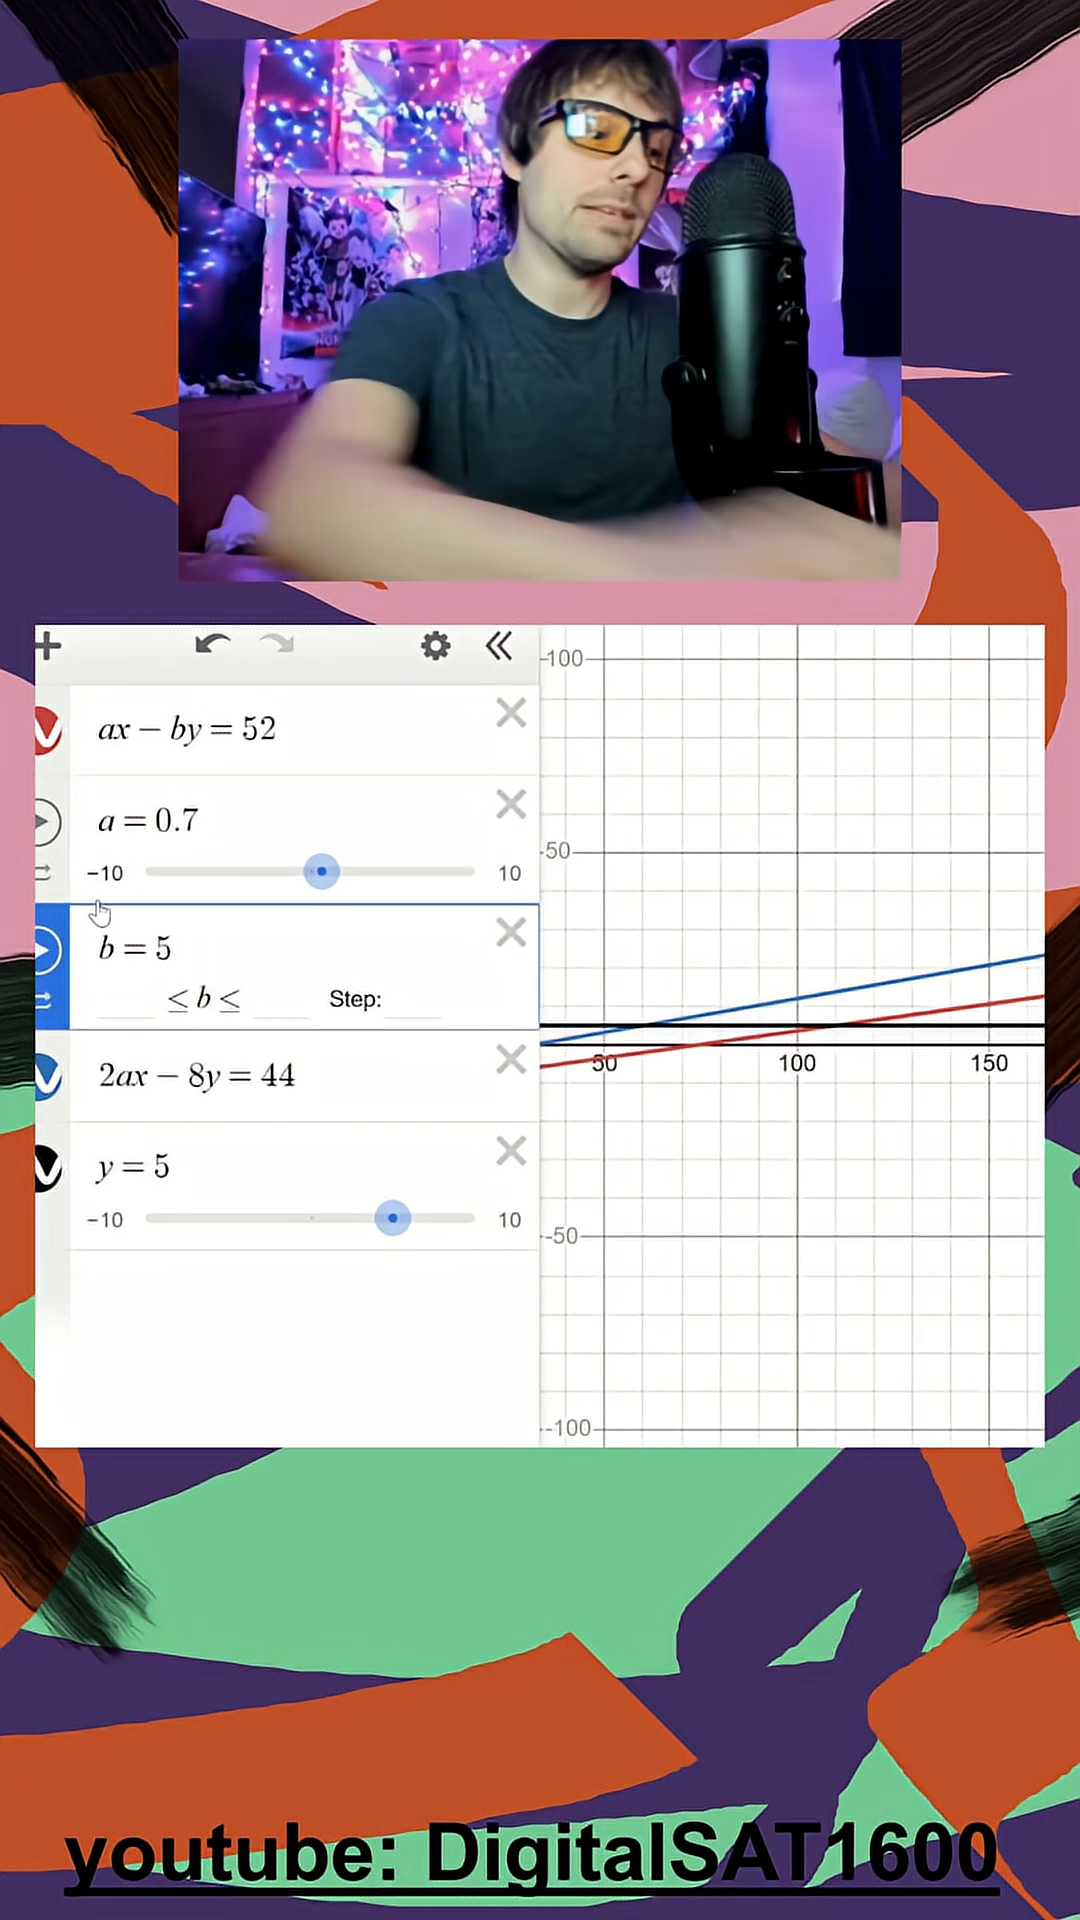 ax − by = 52
a = 0.7
−10 10
b = 5
≤ b ≤ Step:
2ax − 8y = 44
y = 5
−10 10
100
50
50 100 150
-50
-100
youtube: DigitalSAT1600